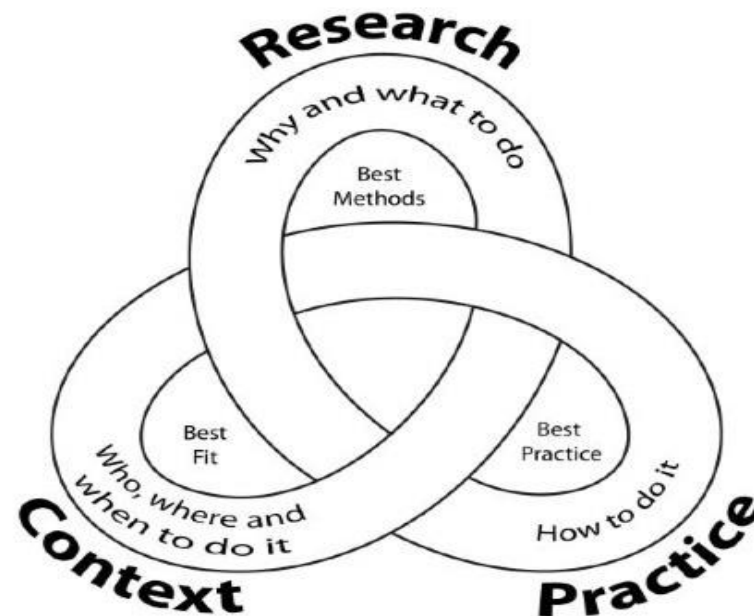 Research
Why and what to do
Best
Methods
Best
Fit
Best
Practice
Who, where and
when to do it
How to do it
Context
Practice